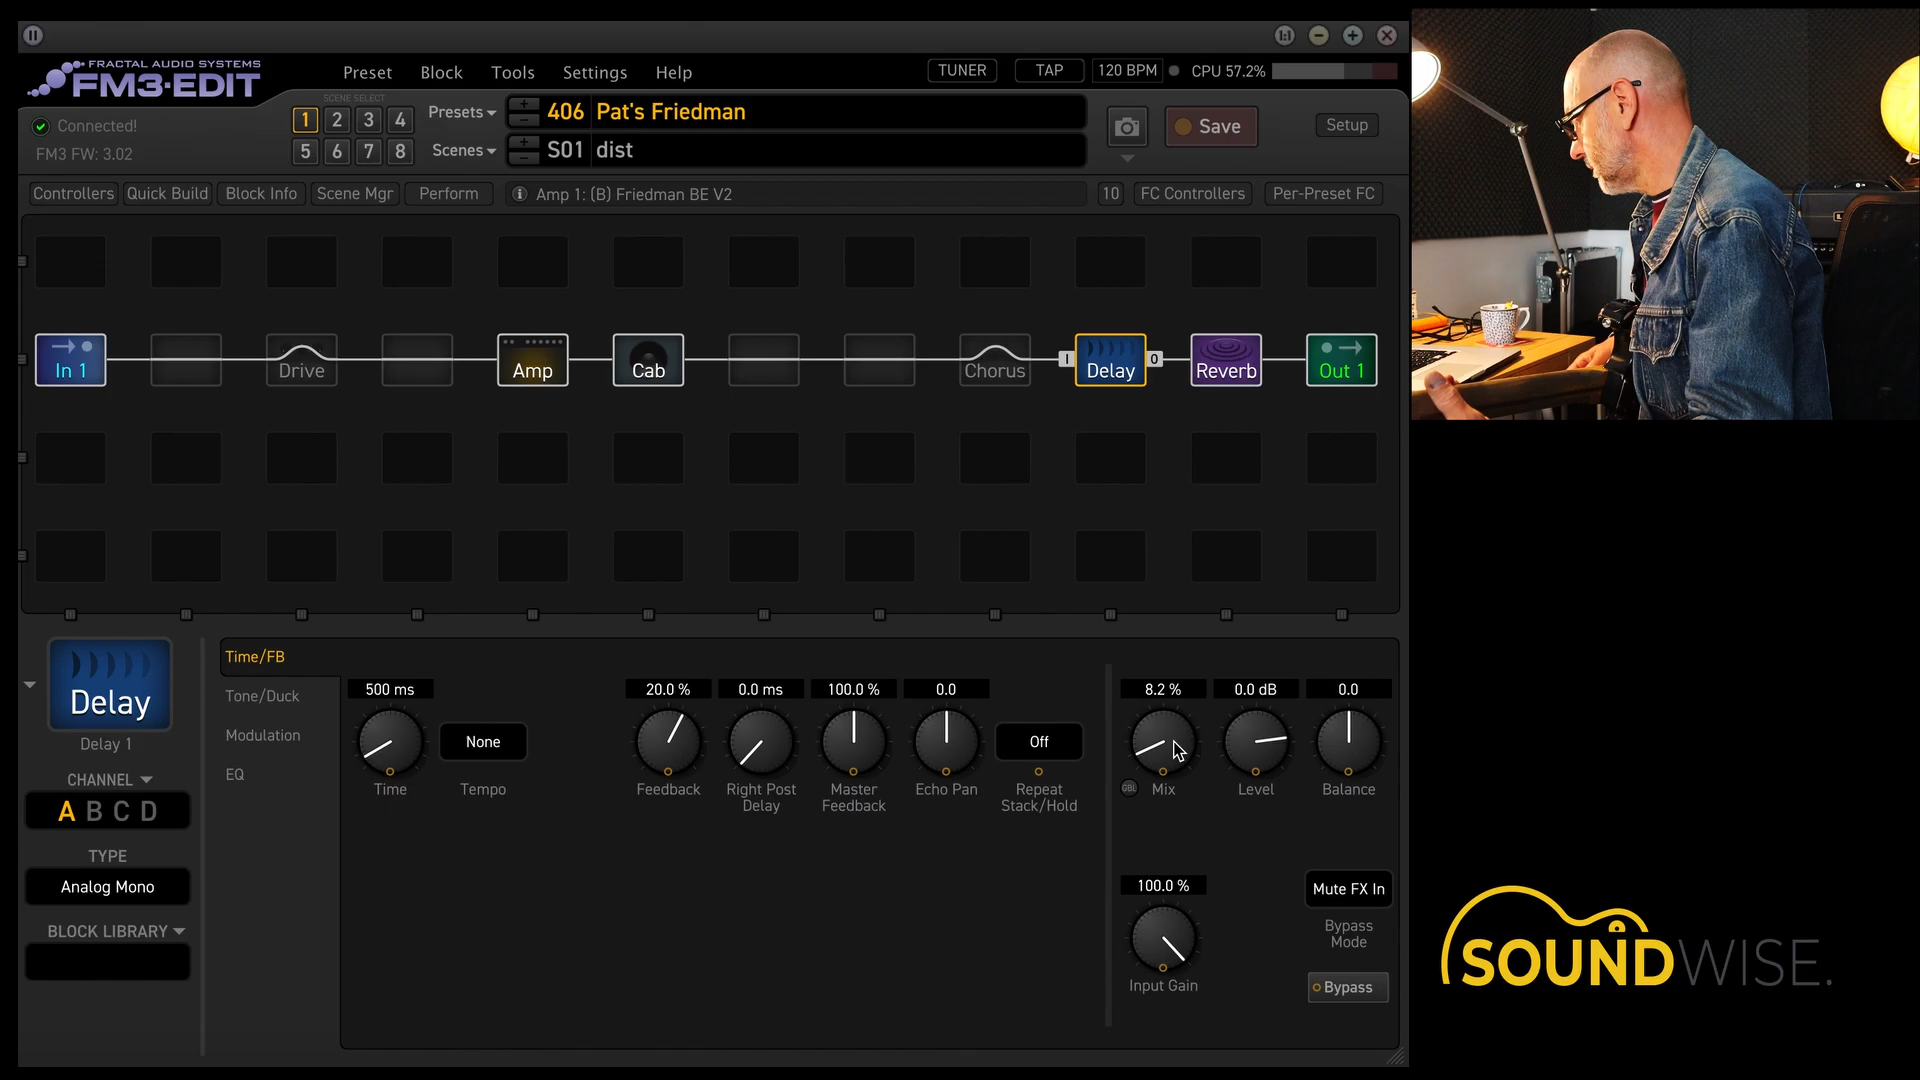 FRACTAL AUDIO SYSTEMS
FM3-EDIT
Preset Block Tools Settings Help
TUNER TAP 120 BPM CPU 57.2%
Connected!
FM3 FW: 3.02
SCENE SELECT
1 2 3 4
5 6 7 8
Presets 406 Pat's Friedman
Scenes S01 dist
Save
Setup
Controllers Quick Build Block Info Scene Mgr Perform
Amp 1: (B) Friedman BE V2
10 FC Controllers Per-Preset FC
In 1 Drive Amp Cab Chorus I Delay O Reverb Out 1
Delay
Delay 1
CHANNEL
A B C D
TYPE
Analog Mono
BLOCK LIBRARY
Time/FB
Tone/Duck
Modulation
EQ
500 ms
Time
None
Tempo
20.0 %
Feedback
0.0 ms
Right Post
Delay
100.0 %
Master
Feedback
0.0
Echo Pan
Off
Repeat
Stack/Hold
8.2 %
GBL
Mix
0.0 dB
Level
0.0
Balance
100.0 %
Input Gain
Mute FX In
Bypass
Mode
Bypass
SOUNDWISE.